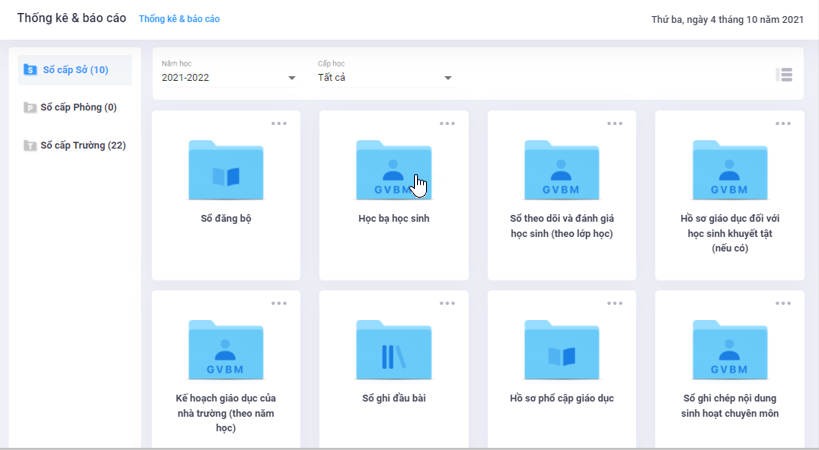 Thống kê & báo cáo
Thống kê & báo cáo
Thứ ba, ngày 4 tháng 10 năm 2021
S
Sổ cấp Sở (10)
P
Sổ cấp Phòng (0)
T
Sổ cấp Trường (22)
Năm học
2021-2022
Cấp học
Tất cả
Sổ đăng bộ
GVBM
Học bạ học sinh
GVBM
Sổ theo dõi và đánh giá
học sinh (theo lớp học)
GVBM
Hồ sơ giáo dục đối với
học sinh khuyết tật
(nếu có)
GVBM
Kế hoạch giáo dục của
nhà trường (theo năm
học)
Sổ ghi đầu bài
Hồ sơ phổ cập giáo dục
GVBM
Sổ ghi chép nội dung
sinh hoạt chuyên môn